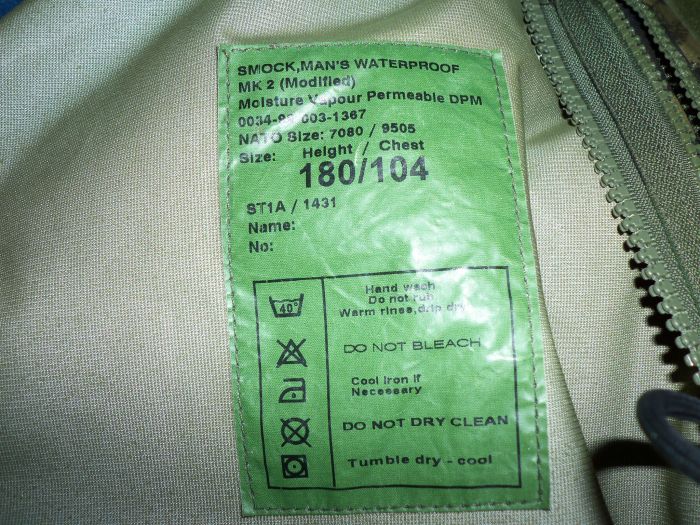 SMOCK,MAN'S WATERPROOF
MK 2 (Modified)
Moisture Vapour Permeable DPM
003-1367
NATO Size: 7080 / 9505
Size: Height / Chest
180/104
ST1A / 1431
Name:
No:
40°
Hand wash
Do not rub
Warm rinse,drip dry
DO NOT BLEACH
Cool iron if
Necessary
DO NOT DRY CLEAN
Tumble dry - cool